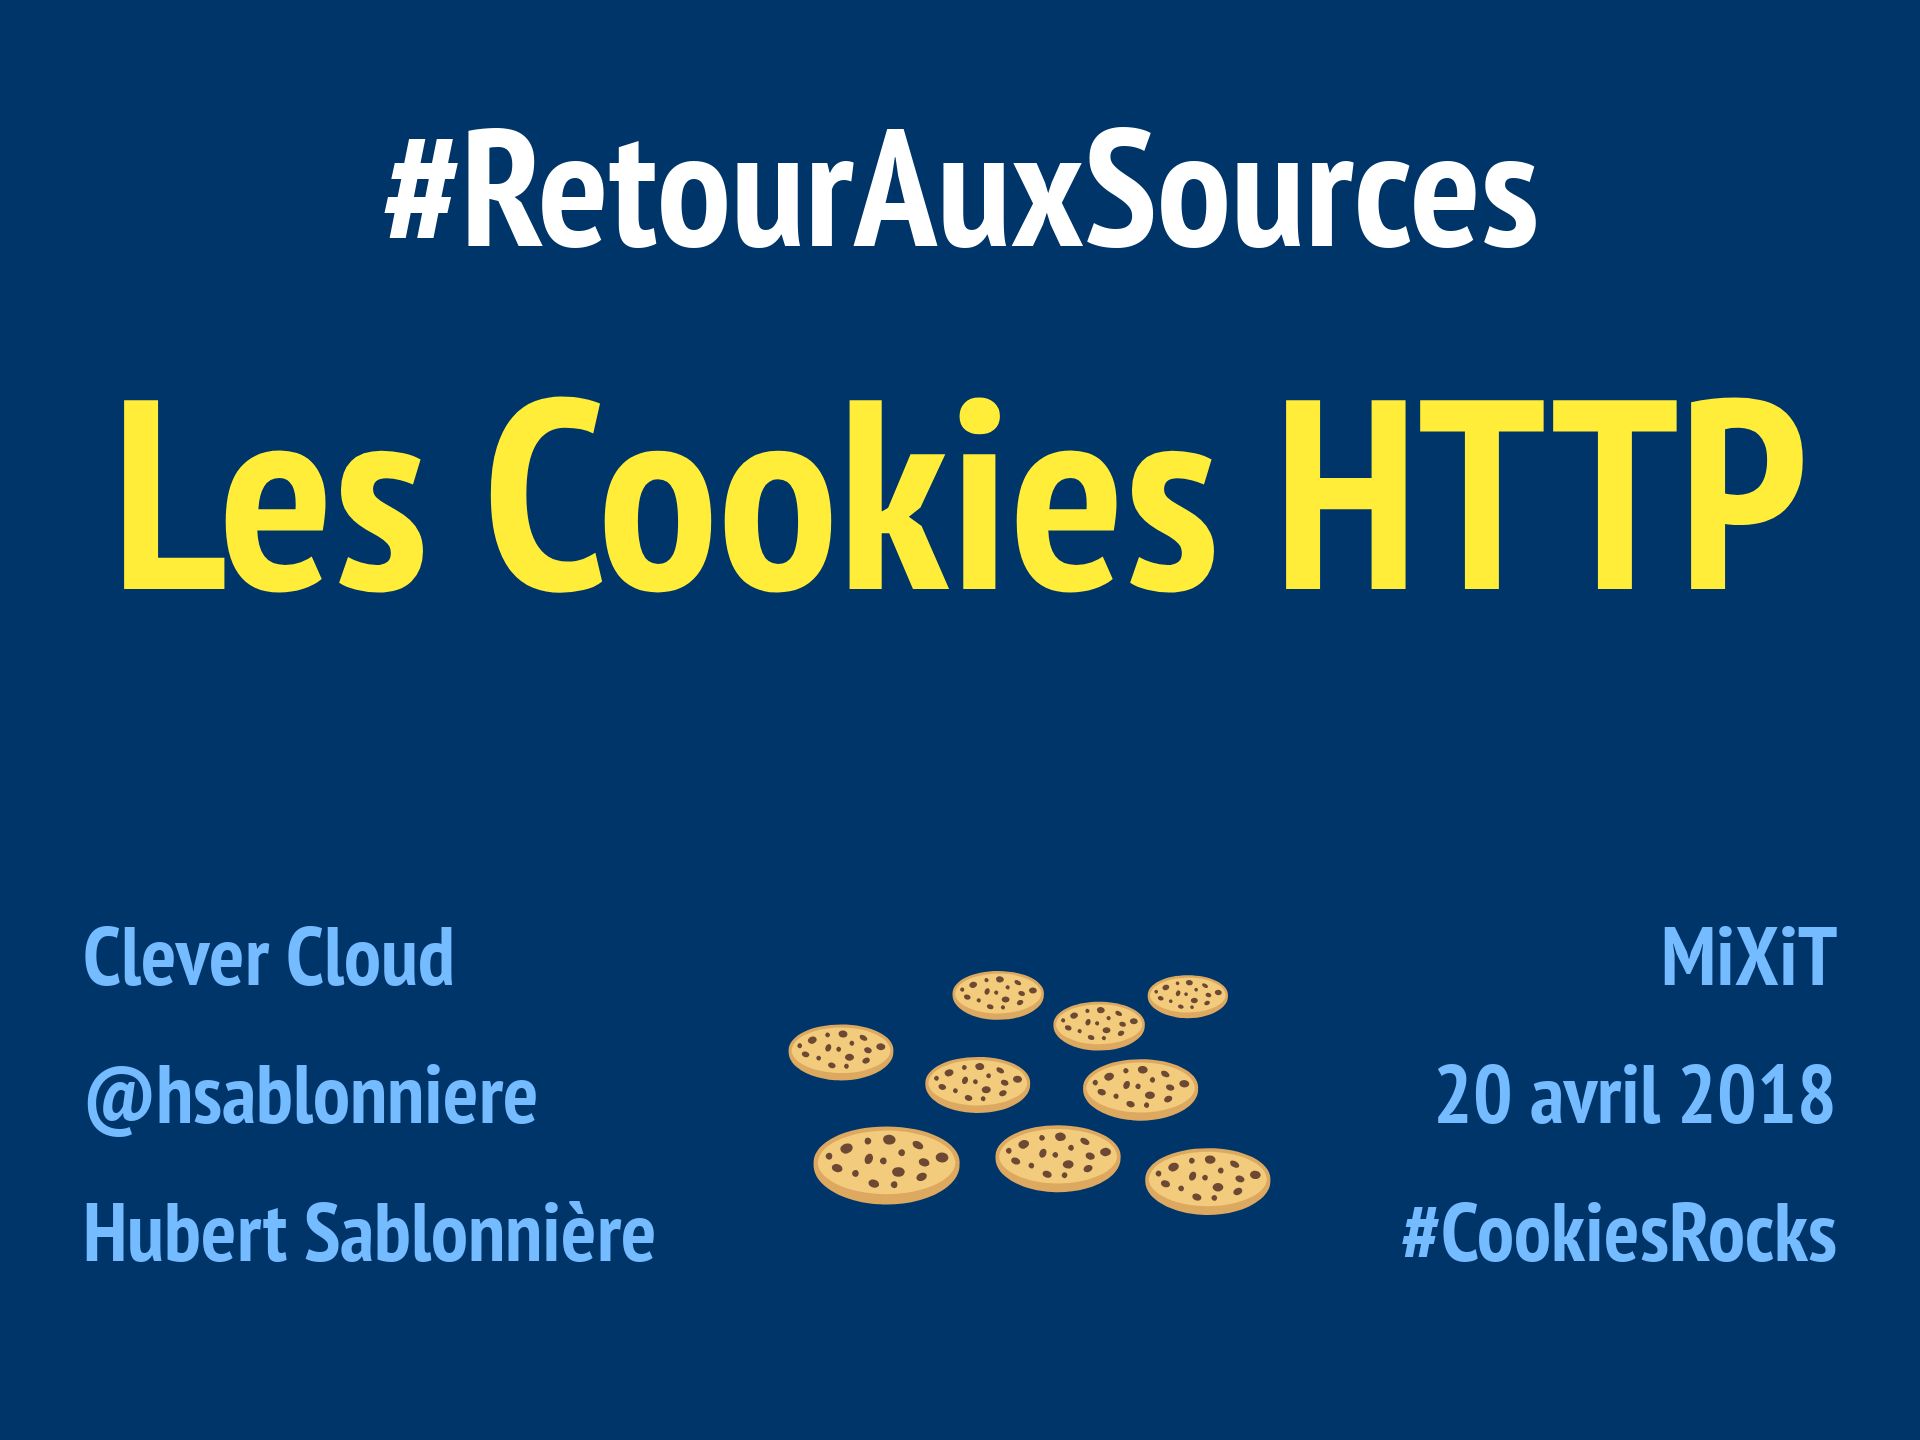 #RetourAuxSources
Les Cookies HTTP
Clever Cloud
@hsablonniere
Hubert Sablonnière
MiXiT
20 avril 2018
#CookiesRocks